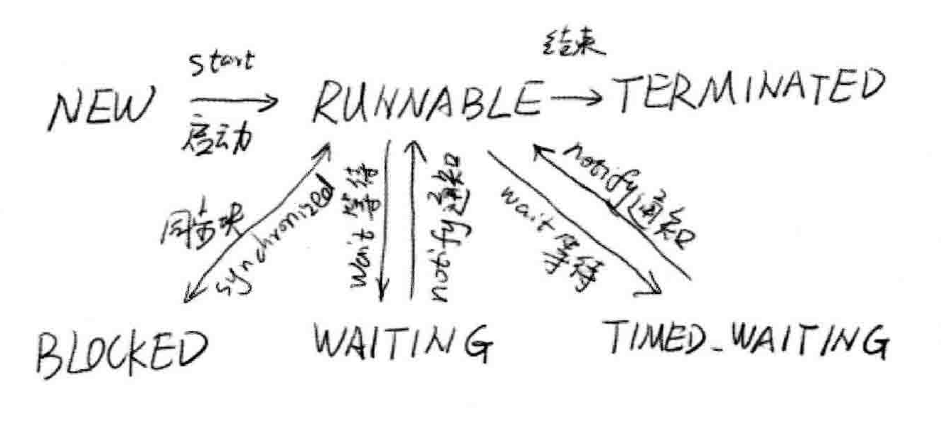 start
结束
NEW
RUNNABLE
TERMINATED
启动
同步块
synchronized
wait 等待
notify 通知
wait 等待
notify 通知
BLOCKED
WAITING
TIMED_WAITING